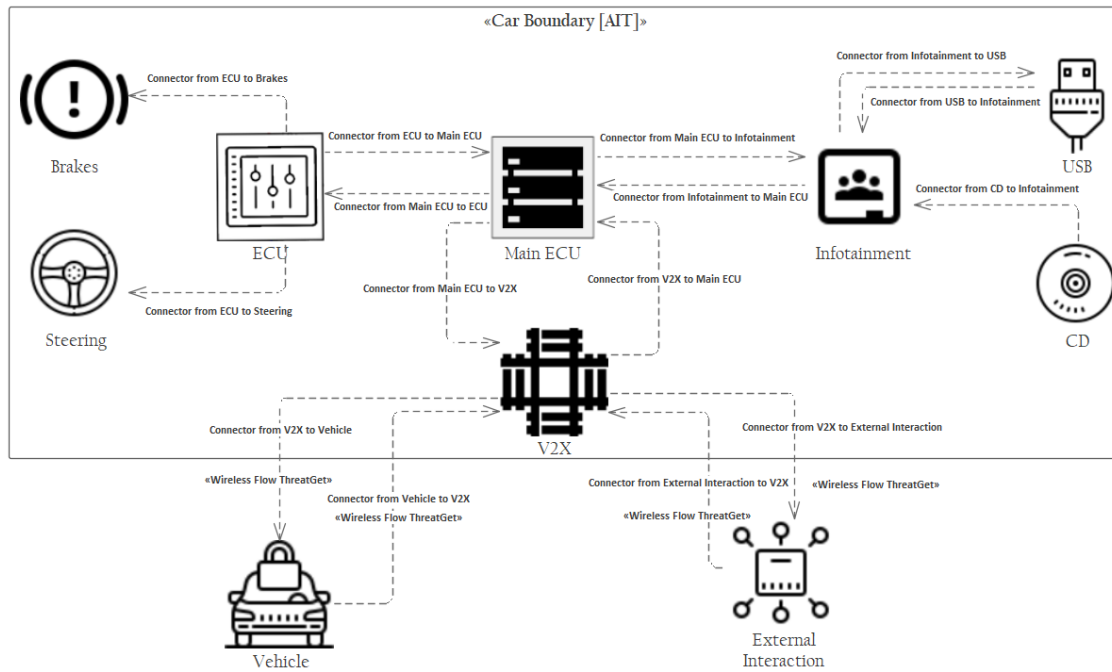 «Car Boundary [AIT]»
Connector from Infotainment to USB
Connector from ECU to Brakes
Connector from USB to Infotainment
Connector from ECU to Main ECU
Connector from Main ECU to Infotainment
Brakes
USB
Connector from CD to Infotainment
Connector from Main ECU to ECU
Connector from Infotainment to Main ECU
ECU
Main ECU
Infotainment
Connector from Main ECU to V2X
Connector from V2X to Main ECU
Connector from ECU to Steering
Steering
CD
Connector from V2X to Vehicle
Connector from V2X to External Interaction
V2X
«Wireless Flow ThreatGet»
Connector from Vehicle to V2X
«Wireless Flow ThreatGet»
Connector from External Interaction to V2X
«Wireless Flow ThreatGet»
«Wireless Flow ThreatGet»
Vehicle
External
Interaction